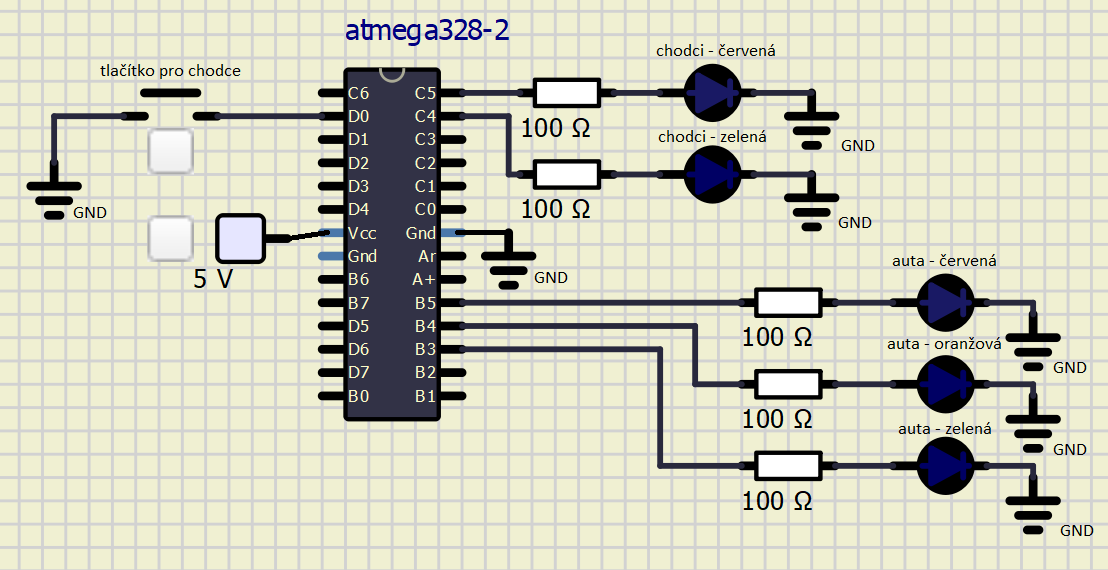 atmega328-2
tlačítko pro chodce
chodci - červená
C6 C5
D0 C4
100 Ω
GND
chodci - zelená
D1 C3
D2 C2
D3 C1
D4 C0
100 Ω
GND
GND
Vcc Gnd
5 V
Gnd Ar
GND
auta - červená
B6 A+
B7 B5
D5 B4
100 Ω
auta - oranžová
D6 B3
GND
D7 B2
B0 B1
100 Ω
auta - zelená
GND
100 Ω
GND